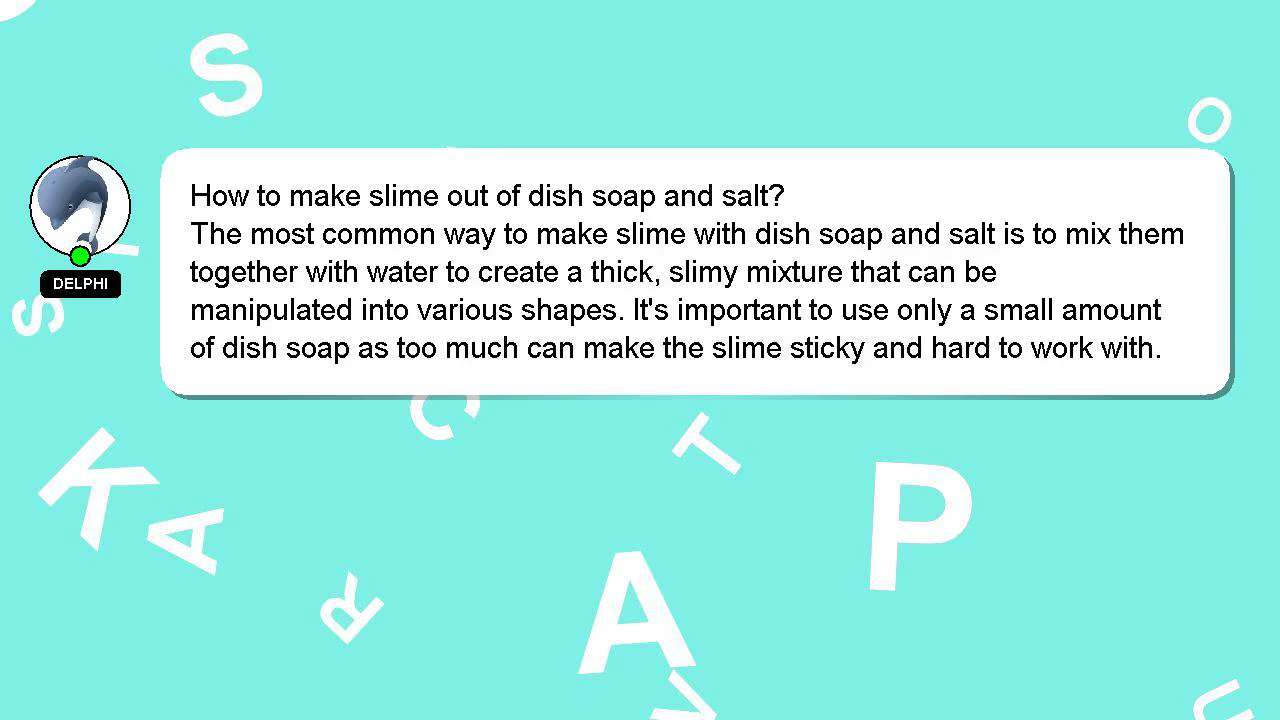 S
O
DELPHI
How to make slime out of dish soap and salt?
The most common way to make slime with dish soap and salt is to mix them
together with water to create a thick, slimy mixture that can be
manipulated into various shapes. It's important to use only a small amount
of dish soap as too much can make the slime sticky and hard to work with.
S
C
T
K
A
P
R
A
U